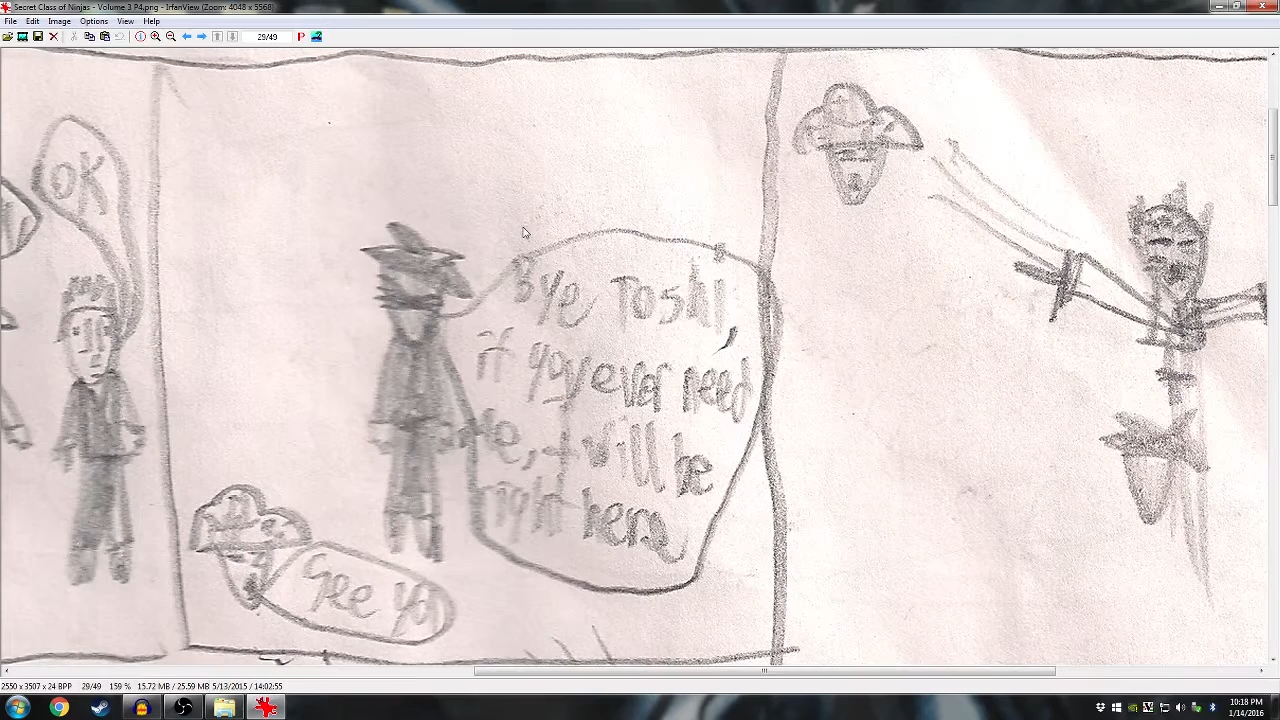 Secret Class of Ninjas - Volume 3 P4.png - IrfanView (Zoom: 4048 x 5568)
File Edit Image Options View Help
29/49
OK
Bye Toshi,
if you ever need
me, I will be
right here
See ya
2550 x 3507 x 24 BPP 29/49 159 % 15.72 MB / 25.59 MB 5/13/2015 / 14:02:55
10:18 PM
1/14/2016